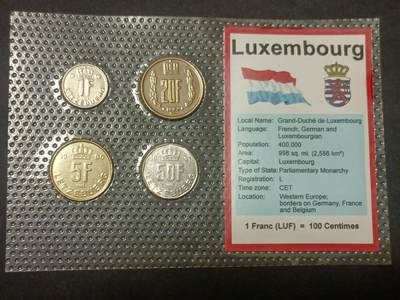 Luxembourg
Local Name: Grand-Duché de Luxembourg
Language: French, German and
Luxembourgian
Population: 400,000
Area: 998 sq. mi. (2,586 km²)
Capital: Luxembourg
Type of State: Parliamentary Monarchy
Registration: L
Time zone: CET
Location: Western Europe;
borders on Germany, France
and Belgium
1 Franc (LUF) = 100 Centimes
1F
20F
5F
50F